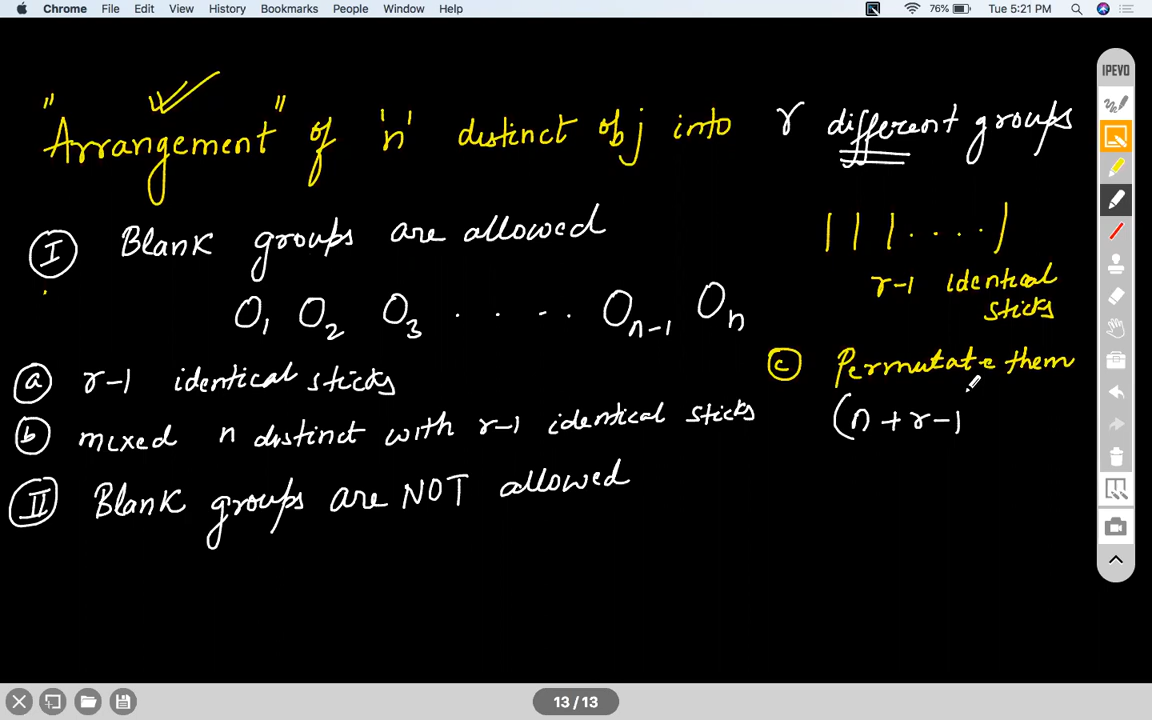 Chrome File Edit View History Bookmarks People Window Help 76% Tue 5:21 PM
IPEVO
"Arrangement" of 'n' distinct obj into r different groups
I Blank groups are allowed
| | | . . . . |
r-1 identical
sticks
O1 O2 O3 . . . . . On-1 On
a r-1 identical sticks
b mixed n distinct with r-1 identical sticks
c Permutate them
(n+r-1
II Blank groups are NOT allowed
13 / 13